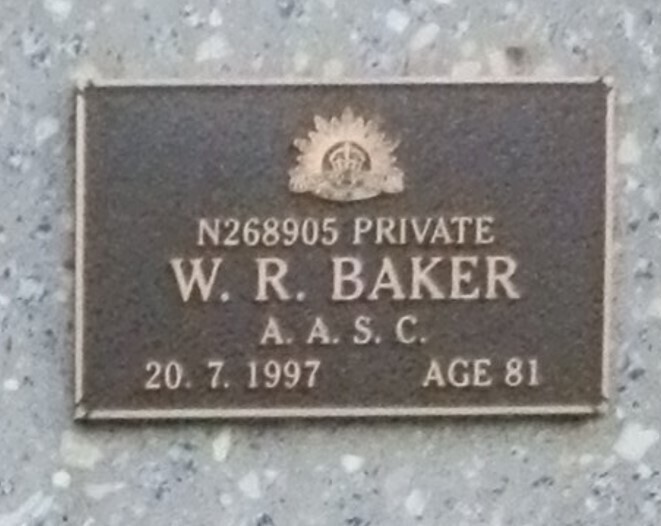 N268905 PRIVATE
W. R. BAKER
A. A. S. C.
20. 7. 1997 AGE 81